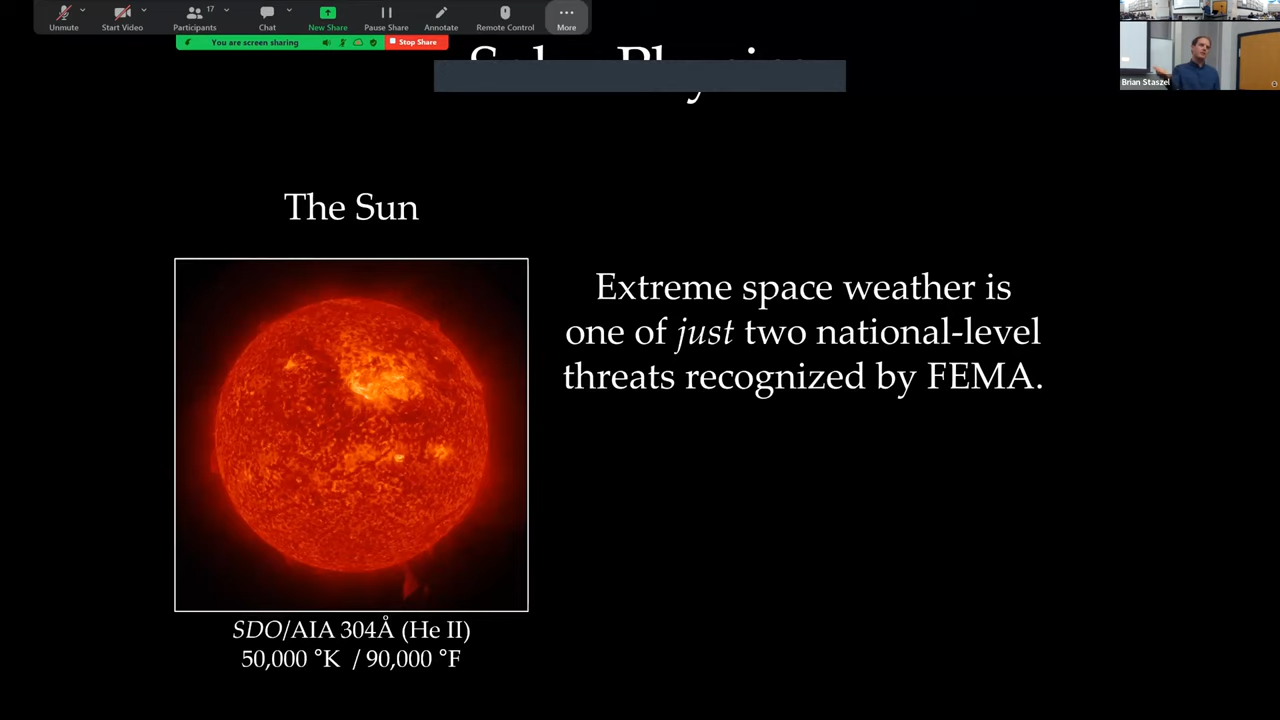 17
Unmute
Start Video
Participants
Chat
New Share
Pause Share
Annotate
Remote Control
More
You are screen sharing
Stop Share
Brian Staszel
The Sun
Extreme space weather is
one of just two national-level
threats recognized by FEMA.
SDO/AIA 304Å (He II)
50,000 °K / 90,000 °F